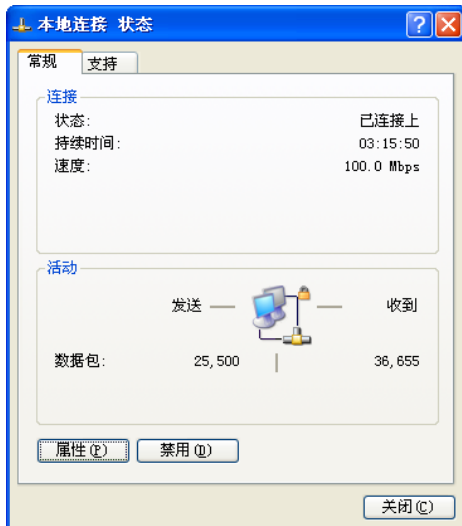 本地连接 状态
常规 支持
连接
状态: 已连接上
持续时间: 03:15:50
速度: 100.0 Mbps
活动
发送 — — 收到
数据包: 25,500 | 36,655
属性(P) 禁用(D)
关闭(C)